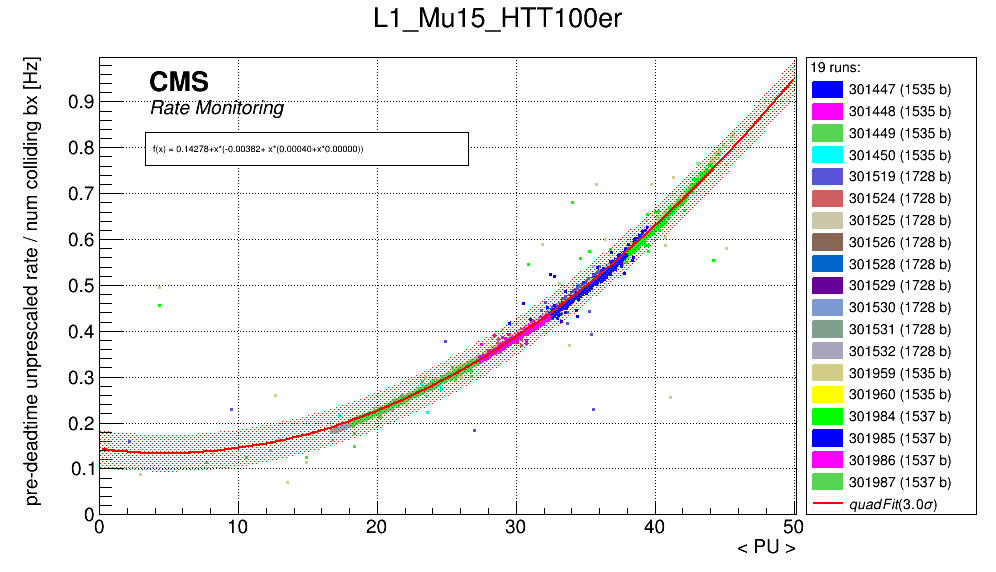 L1_Mu15_HTT100er
pre-deadtime unprescaled rate / num colliding bx [Hz]
CMS
Rate Monitoring
f(x) = 0.14278+x*(-0.00382+ x*(0.00040+x*0.00000))
0.9
0.8
0.7
0.6
0.5
0.4
0.3
0.2
0.1
0
0 10 20 30 40 50
< PU >
19 runs:
301447 (1535 b)
301448 (1535 b)
301449 (1535 b)
301450 (1535 b)
301519 (1728 b)
301524 (1728 b)
301525 (1728 b)
301526 (1728 b)
301528 (1728 b)
301529 (1728 b)
301530 (1728 b)
301531 (1728 b)
301532 (1728 b)
301959 (1535 b)
301960 (1535 b)
301984 (1537 b)
301985 (1537 b)
301986 (1537 b)
301987 (1537 b)
quadFit(3.0σ)